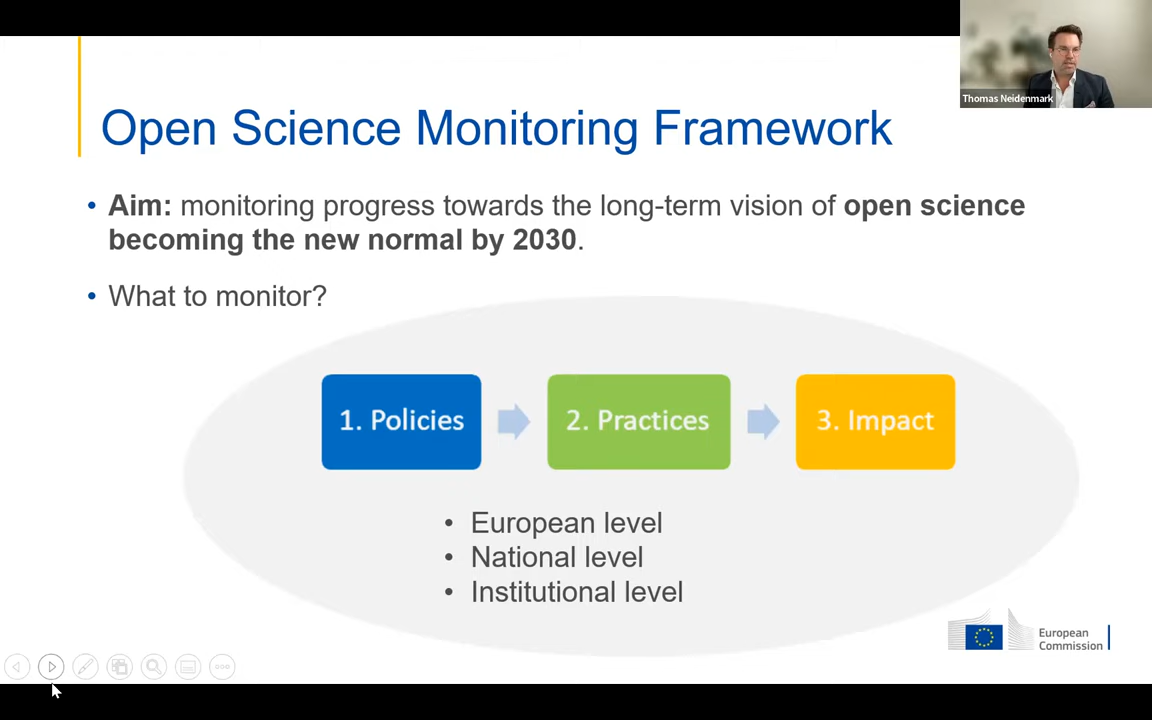 Thomas Neidenmark
Open Science Monitoring Framework
• Aim: monitoring progress towards the long-term vision of open science
becoming the new normal by 2030.
• What to monitor?
1. Policies
2. Practices
3. Impact
• European level
• National level
• Institutional level
European
Commission